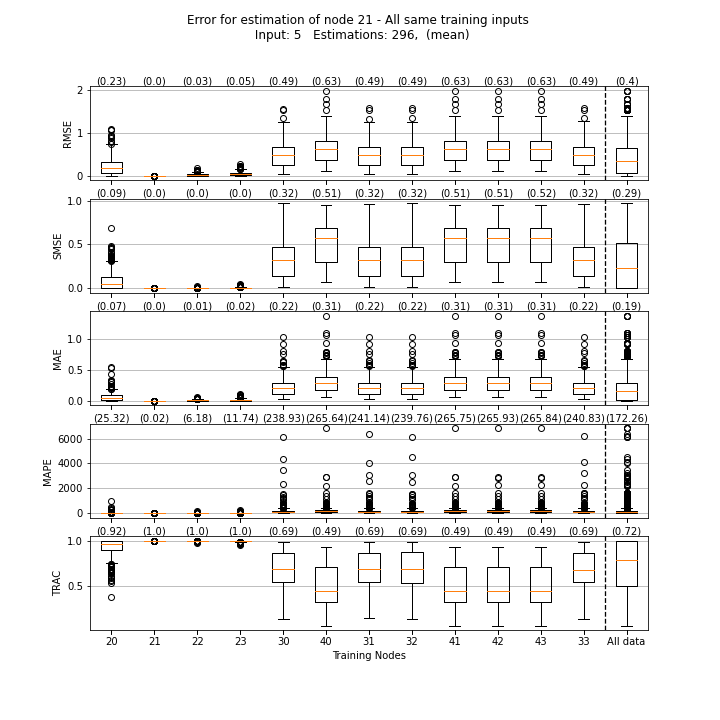 Error for estimation of node 21 - All same training inputs
Input: 5 Estimations: 296, (mean)
(0.23) (0.0) (0.03) (0.05) (0.49) (0.63) (0.49) (0.49) (0.63) (0.63) (0.63) (0.49) (0.4)
RMSE
2
1
0
(0.09) (0.0) (0.0) (0.0) (0.32) (0.51) (0.32) (0.32) (0.51) (0.51) (0.52) (0.32) (0.29)
SMSE
1.0
0.5
0.0
(0.07) (0.0) (0.01) (0.02) (0.22) (0.31) (0.22) (0.22) (0.31) (0.31) (0.31) (0.22) (0.19)
MAE
1.0
0.5
0.0
(25.32) (0.02) (6.18) (11.74) (238.93) (265.64) (241.14) (239.76) (265.75) (265.93) (265.84) (240.83) (172.26)
MAPE
6000
4000
2000
0
(0.92) (1.0) (1.0) (1.0) (0.69) (0.49) (0.69) (0.69) (0.49) (0.49) (0.49) (0.69) (0.72)
TRAC
1.0
0.5
20 21 22 23 30 40 31 32 41 42 43 33 All data
Training Nodes